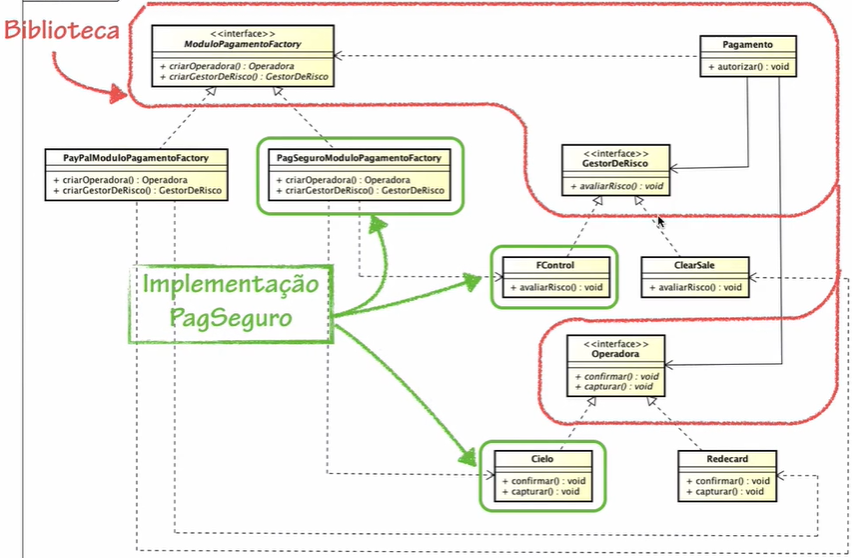 Biblioteca
<<interface>>
ModuloPagamentoFactory
+ criarOperadora() : Operadora
+ criarGestorDeRisco() : GestorDeRisco
Pagamento
+ autorizar() : void
PayPalModuloPagamentoFactory
+ criarOperadora() : Operadora
+ criarGestorDeRisco() : GestorDeRisco
PagSeguroModuloPagamentoFactory
+ criarOperadora() : Operadora
+ criarGestorDeRisco() : GestorDeRisco
<<interface>>
GestorDeRisco
+ avaliarRisco() : void
Implementação
PagSeguro
FControl
+ avaliarRisco() : void
ClearSale
+ avaliarRisco() : void
<<interface>>
Operadora
+ confirmar() : void
+ capturar() : void
Cielo
+ confirmar() : void
+ capturar() : void
Redecard
+ confirmar() : void
+ capturar() : void